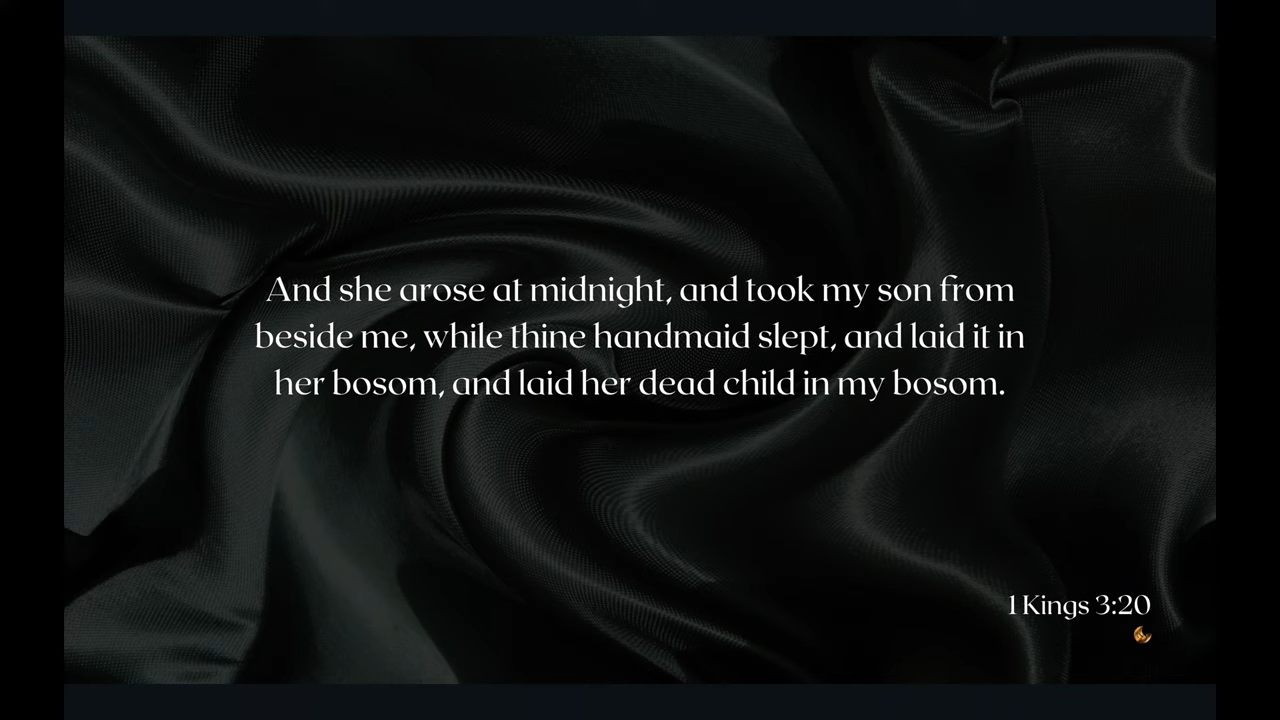 And she arose at midnight, and took my son from
beside me, while thine handmaid slept, and laid it in
her bosom, and laid her dead child in my bosom.
1 Kings 3:20